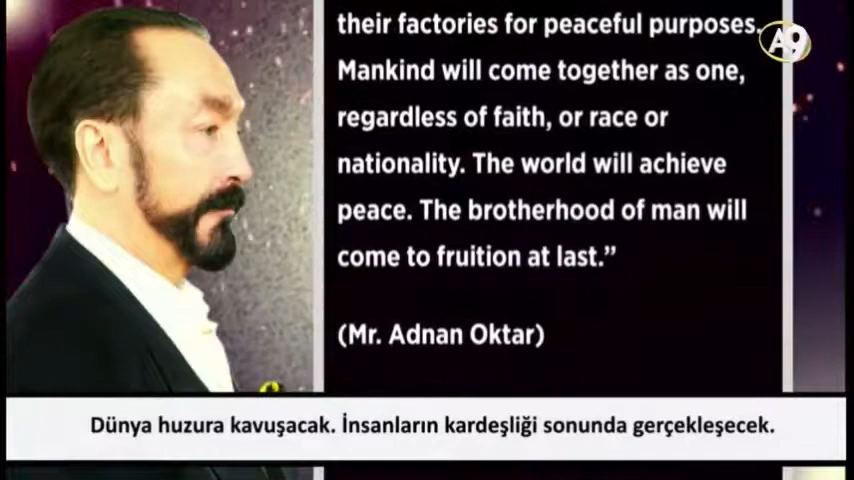 their factories for peaceful purposes.
A9
Mankind will come together as one,
regardless of faith, or race or
nationality. The world will achieve
peace. The brotherhood of man will
come to fruition at last.”
(Mr. Adnan Oktar)
Dünya huzura kavuşacak. İnsanların kardeşliği sonunda gerçekleşecek.